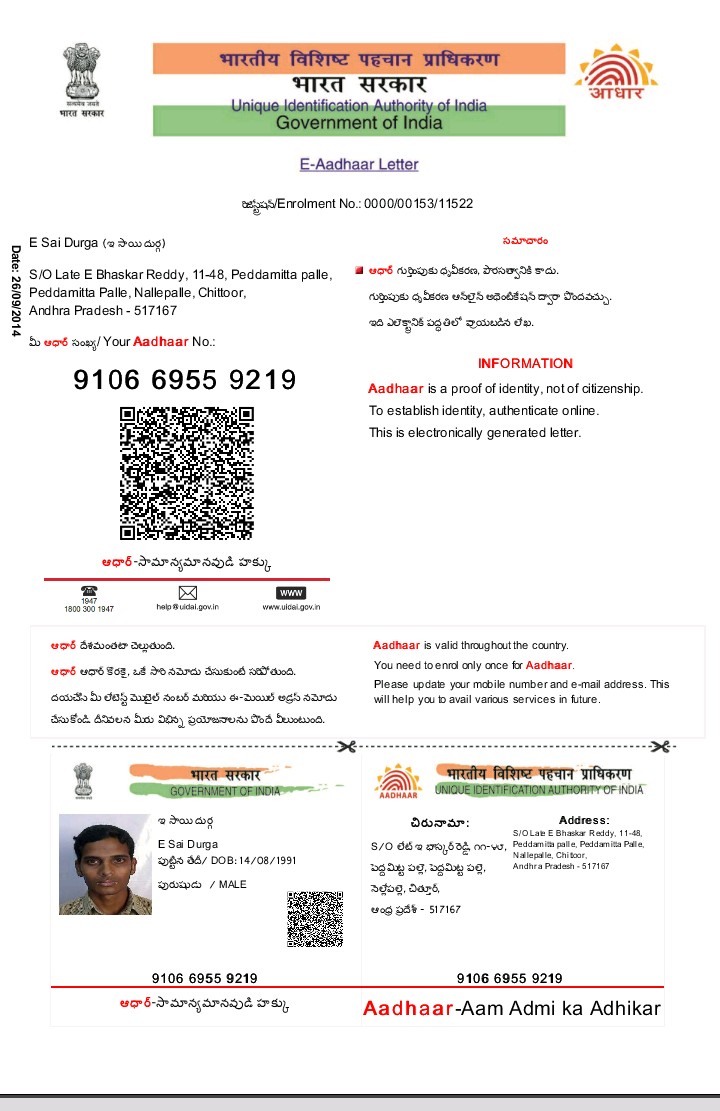 भारतीय विशिष्ट पहचान प्राधिकरण
भारत सरकार
Unique Identification Authority of India
Government of India
सत्यमेव जयते
भारत सरकार
आधार
E-Aadhaar Letter
రిజిస్ట్రేషన్/Enrolment No.: 0000/00153/11522
Date: 26/09/2014
E Sai Durga (ఇ సాయి దుర్గ)
S/O Late E Bhaskar Reddy, 11-48, Peddamitta palle,
Peddamitta Palle, Nallepalle, Chittoor,
Andhra Pradesh - 517167
మీ ఆధార్ సంఖ్య/ Your Aadhaar No.:
9106 6955 9219
ఆధార్-సామాన్యమానవుడి హక్కు
1947
1800 300 1947
help@uidai.gov.in
WWW
www.uidai.gov.in
సమాచారం
ఆధార్ గుర్తింపుకు ధృవీకరణ, పౌరసత్వానికి కాదు.
గుర్తింపుకు ధృవీకరణ ఆన్‌లైన్ అథెంటికేషన్ ద్వారా పొందవచ్చు.
ఇది ఎలెక్ట్రానిక్ పద్ధతిలో వ్రాయబడిన లేఖ.
INFORMATION
Aadhaar is a proof of identity, not of citizenship.
To establish identity, authenticate online.
This is electronically generated letter.
ఆధార్ దేశమంతటా చెల్లుతుంది.
ఆధార్ ఆధార్ కొరకై, ఒకే సారి నమోదు చేసుకుంటే సరిపోతుంది.
దయచేసి మీ లేటెస్ట్ మొబైల్ నంబర్ మరియు ఈ-మెయిల్ అడ్రస్ నమోదు
చేసుకోండి. దీనివలన మీరు విభిన్న ప్రయోజనాలను పొందే వీలుంటుంది.
Aadhaar is valid throughout the country.
You need to enrol only once for Aadhaar.
Please update your mobile number and e-mail address. This
will help you to avail various services in future.
भारत सरकार
GOVERNMENT OF INDIA
ఇ సాయి దుర్గ
E Sai Durga
పుట్టిన తేదీ/ DOB:14/08/1991
పురుషుడు / MALE
9106 6955 9219
ఆధార్-సామాన్యమానవుడి హక్కు
AADHAAR
भारतीय विशिष्ट पहचान प्राधिकरण
UNIQUE IDENTIFICATION AUTHORITY OF INDIA
చిరునామా:
S/O లేట్ ఇ భాస్కర్ రెడ్డి, ౧౧-౪౮,
పెద్దమిట్ట పల్లె, పెద్దమిట్ట పల్లె,
నెల్లేపల్లె, చిత్తూర్,
ఆంధ్ర ప్రదేశ్ - 517167
Address:
S/O Late E Bhaskar Reddy, 11-48,
Peddamitta palle, Peddamitta Palle,
Nallepalle, Chittoor,
Andhra Pradesh - 517167
9106 6955 9219
Aadhaar-Aam Admi ka Adhikar